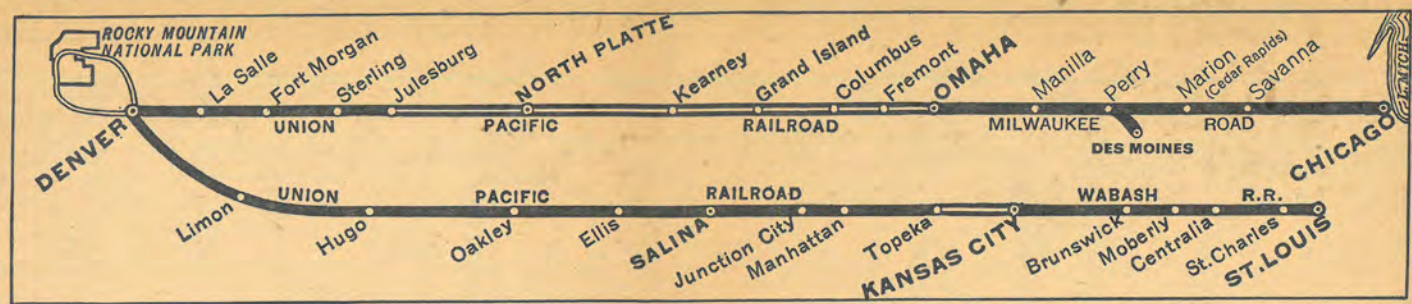 ROCKY MOUNTAIN
NATIONAL PARK
DENVER
La Salle
Fort Morgan
Sterling
Julesburg
NORTH PLATTE
Kearney
Grand Island
Columbus
Fremont
OMAHA
Manilla
Perry
Marion
(Cedar Rapids)
Savanna
CHICAGO
L. MICH.
UNION PACIFIC RAILROAD MILWAUKEE ROAD
DES MOINES
UNION PACIFIC RAILROAD WABASH R.R.
Limon
Hugo
Oakley
Ellis
SALINA
Junction City
Manhattan
Topeka
KANSAS CITY
Brunswick
Moberly
Centralia
St. Charles
ST. LOUIS